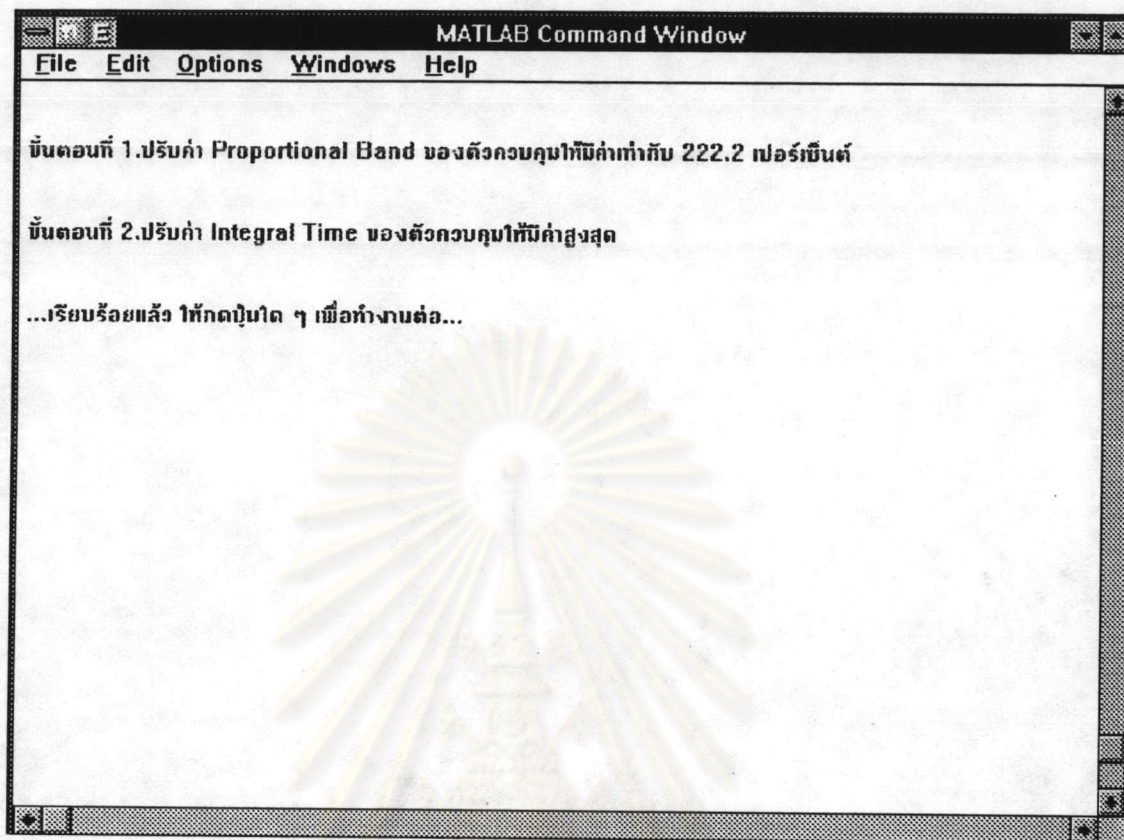 MATLAB Command Window
File Edit Options Windows Help
ขั้นตอนที่ 1.ปรับค่า Proportional Band ของตัวควบคุมให้มีค่าเท่ากับ 222.2 เปอร์เซ็นต์
ขั้นตอนที่ 2.ปรับค่า Integral Time ของตัวควบคุมให้มีค่าสูงสุด
...เรียบร้อยแล้ว ให้กดปุ่มใด ๆ เพื่อทำงานต่อ...